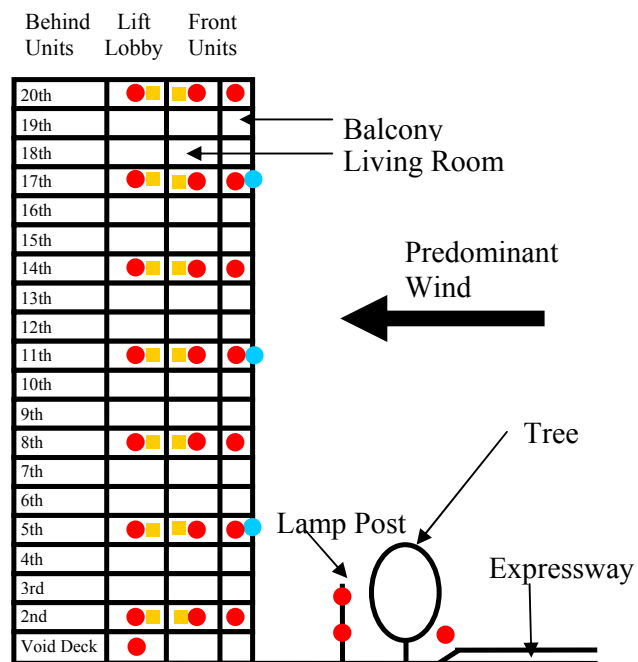 Behind Units
Lift Lobby
Front Units
20th
19th
18th
17th
16th
15th
14th
13th
12th
11th
10th
9th
8th
7th
6th
5th
4th
3rd
2nd
Void Deck
Balcony
Living Room
Predominant
Wind
Tree
Lamp Post
Expressway